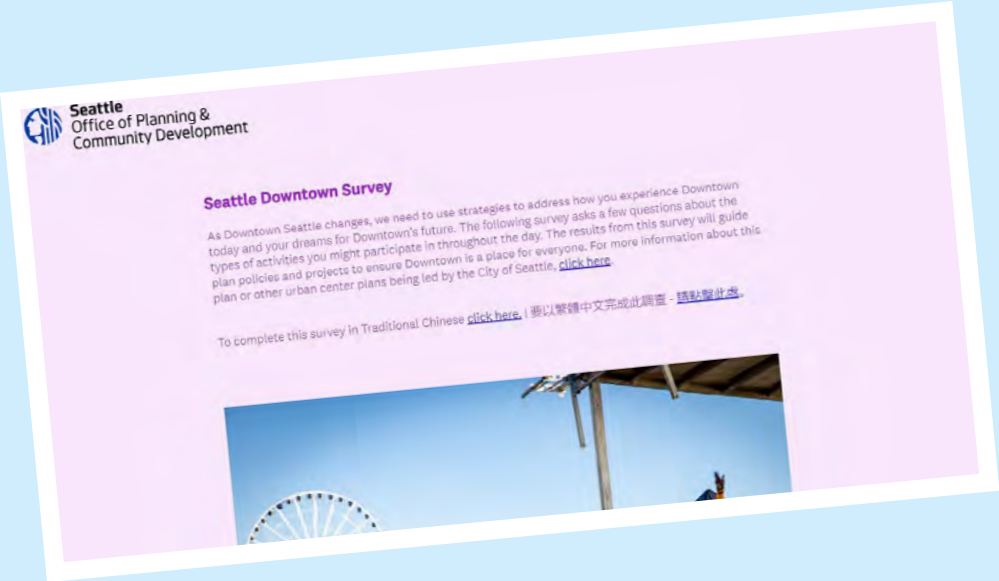 Seattle
Office of Planning &
Community Development
Seattle Downtown Survey
As Downtown Seattle changes, we need to use strategies to address how you experience Downtown
today and your dreams for Downtown's future. The following survey asks a few questions about the
types of activities you might participate in throughout the day. The results from this survey will guide
plan policies and projects to ensure Downtown is a place for everyone. For more information about this
plan or other urban center plans being led by the City of Seattle, click here.
To complete this survey in Traditional Chinese click here. | 要以繁體中文完成此調查 - 請點擊此處。